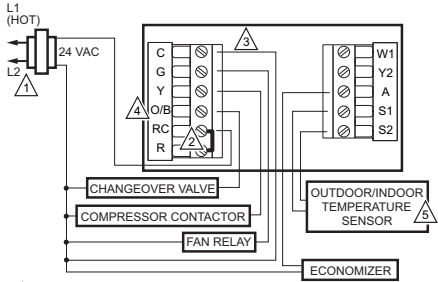 L1
(HOT)
24 VAC
L2
1
3
C
G
Y
4
O/B
RC
2
R
W1
Y2
A
S1
S2
CHANGEOVER VALVE
COMPRESSOR CONTACTOR
FAN RELAY
OUTDOOR/INDOOR
TEMPERATURE
SENSOR
5
ECONOMIZER